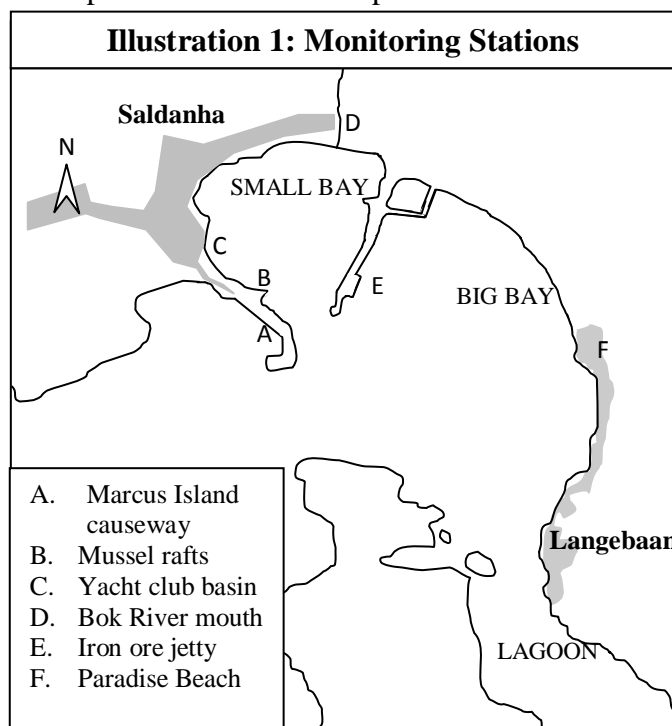 Illustration 1: Monitoring Stations
Saldanha
D
N
SMALL BAY
C
B
E
BIG BAY
A
F
A. Marcus Island
causeway
B. Mussel rafts
C. Yacht club basin
D. Bok River mouth
E. Iron ore jetty
F. Paradise Beach
Langebaan
LAGOON